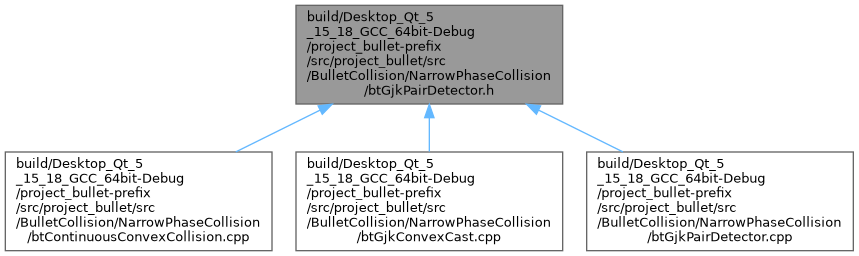 build/Desktop_Qt_5
_15_18_GCC_64bit-Debug
/project_bullet-prefix
/src/project_bullet/src
/BulletCollision/NarrowPhaseCollision
/btGjkPairDetector.h
build/Desktop_Qt_5
_15_18_GCC_64bit-Debug
/project_bullet-prefix
/src/project_bullet/src
/BulletCollision/NarrowPhaseCollision
/btContinuousConvexCollision.cpp
build/Desktop_Qt_5
_15_18_GCC_64bit-Debug
/project_bullet-prefix
/src/project_bullet/src
/BulletCollision/NarrowPhaseCollision
/btGjkConvexCast.cpp
build/Desktop_Qt_5
_15_18_GCC_64bit-Debug
/project_bullet-prefix
/src/project_bullet/src
/BulletCollision/NarrowPhaseCollision
/btGjkPairDetector.cpp